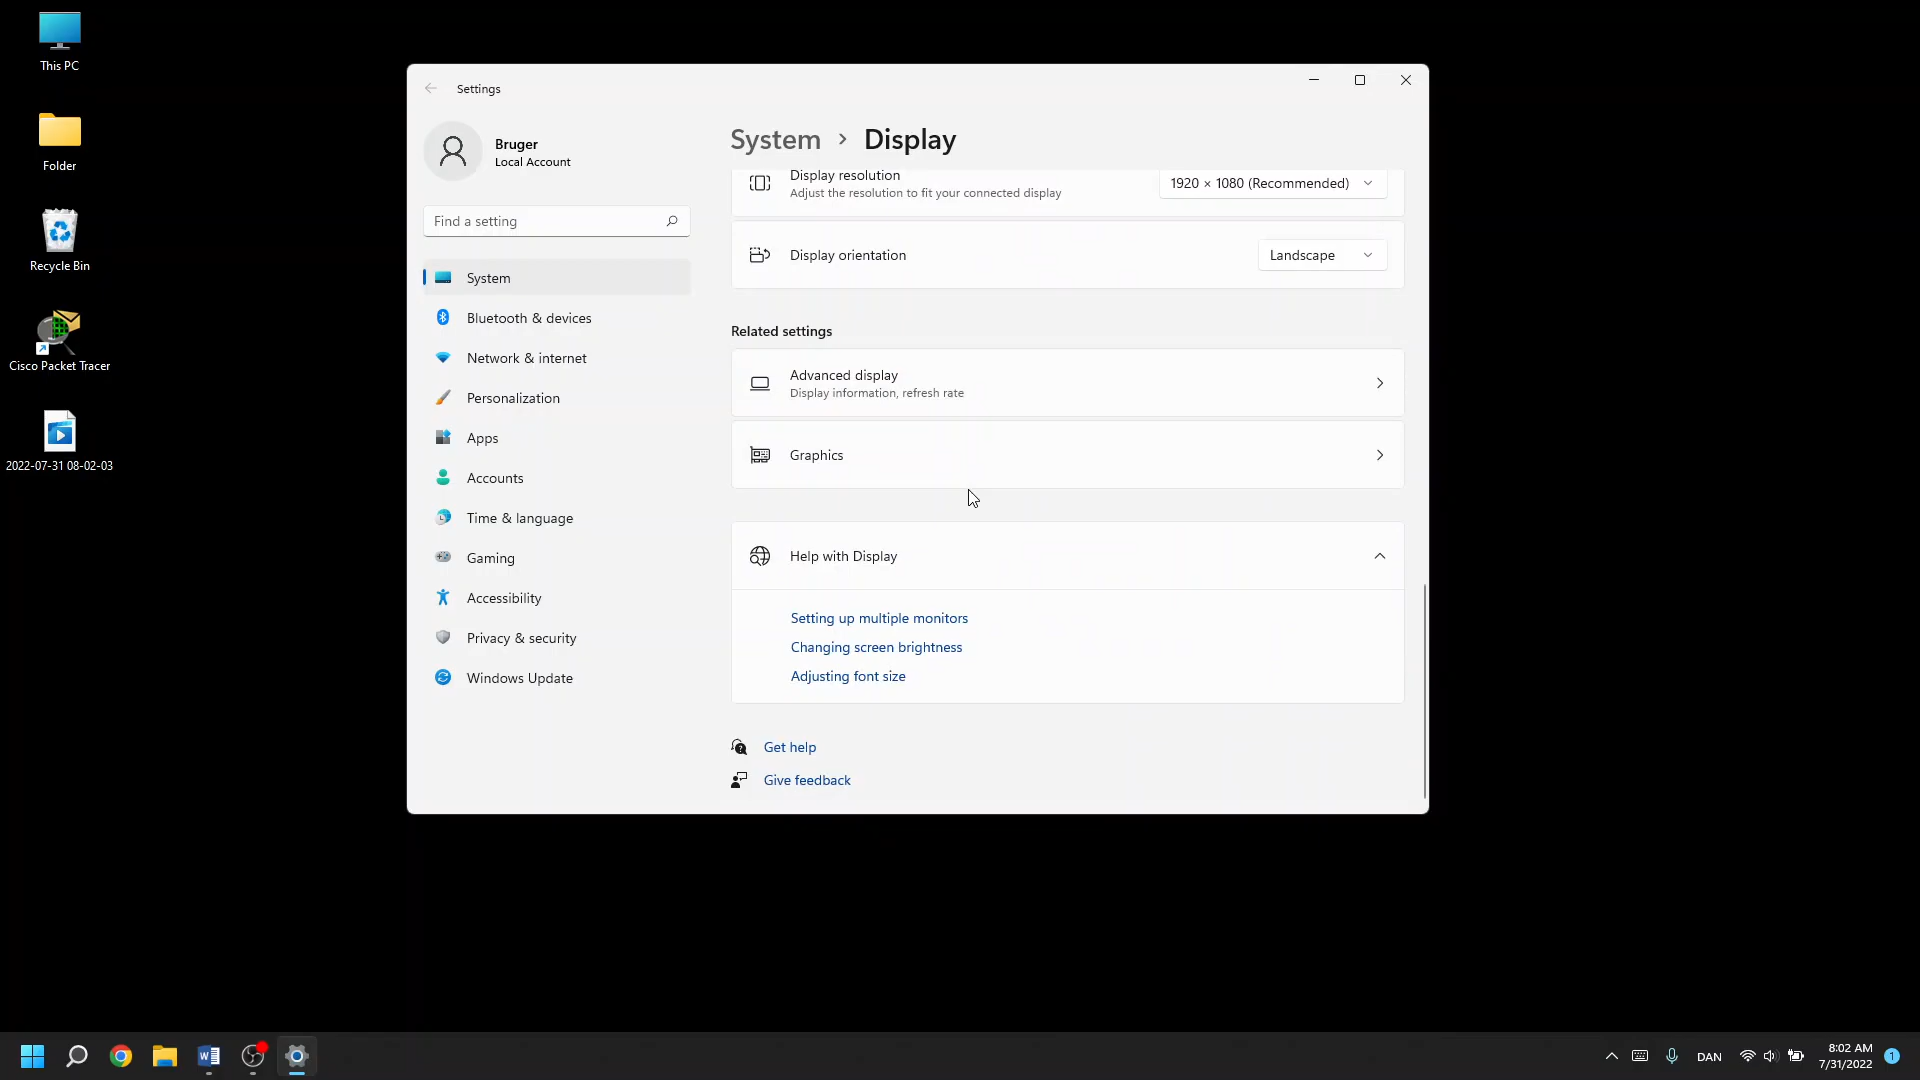 This PC
Folder
Recycle Bin
Cisco Packet Tracer
2022-07-31 08-02-03
Settings
Bruger
Local Account
Find a setting
System
Bluetooth & devices
Network & internet
Personalization
Apps
Accounts
Time & language
Gaming
Accessibility
Privacy & security
Windows Update
System › Display
Display resolution
Adjust the resolution to fit your connected display
1920 × 1080 (Recommended)
Display orientation
Landscape
Related settings
Advanced display
Display information, refresh rate
Graphics
Help with Display
Setting up multiple monitors
Changing screen brightness
Adjusting font size
Get help
Give feedback
W
DAN
8:02 AM
7/31/2022
1